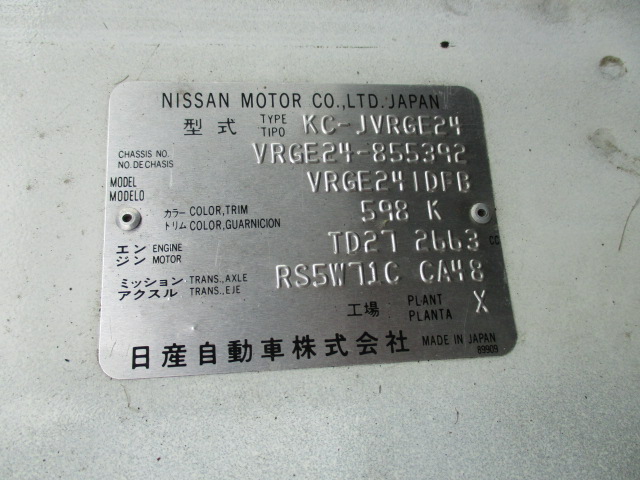 NISSAN MOTOR CO.,LTD.JAPAN
型式 TYPE TIPO KC-JVRGE24
CHASSIS NO. NO.DE CHASIS VRGE24-855392
MODEL MODELO VRGE241DFB
カラー COLOR,TRIM トリム COLOR,GUARNICION 598 K
エンジン ENGINE MOTOR TD27 2663 CC
ミッション TRANS.,AXLE アクスル TRANS.,EJE RS5W71C CA48
工場 PLANT PLANTA X
日産自動車株式会社 MADE IN JAPAN
89909